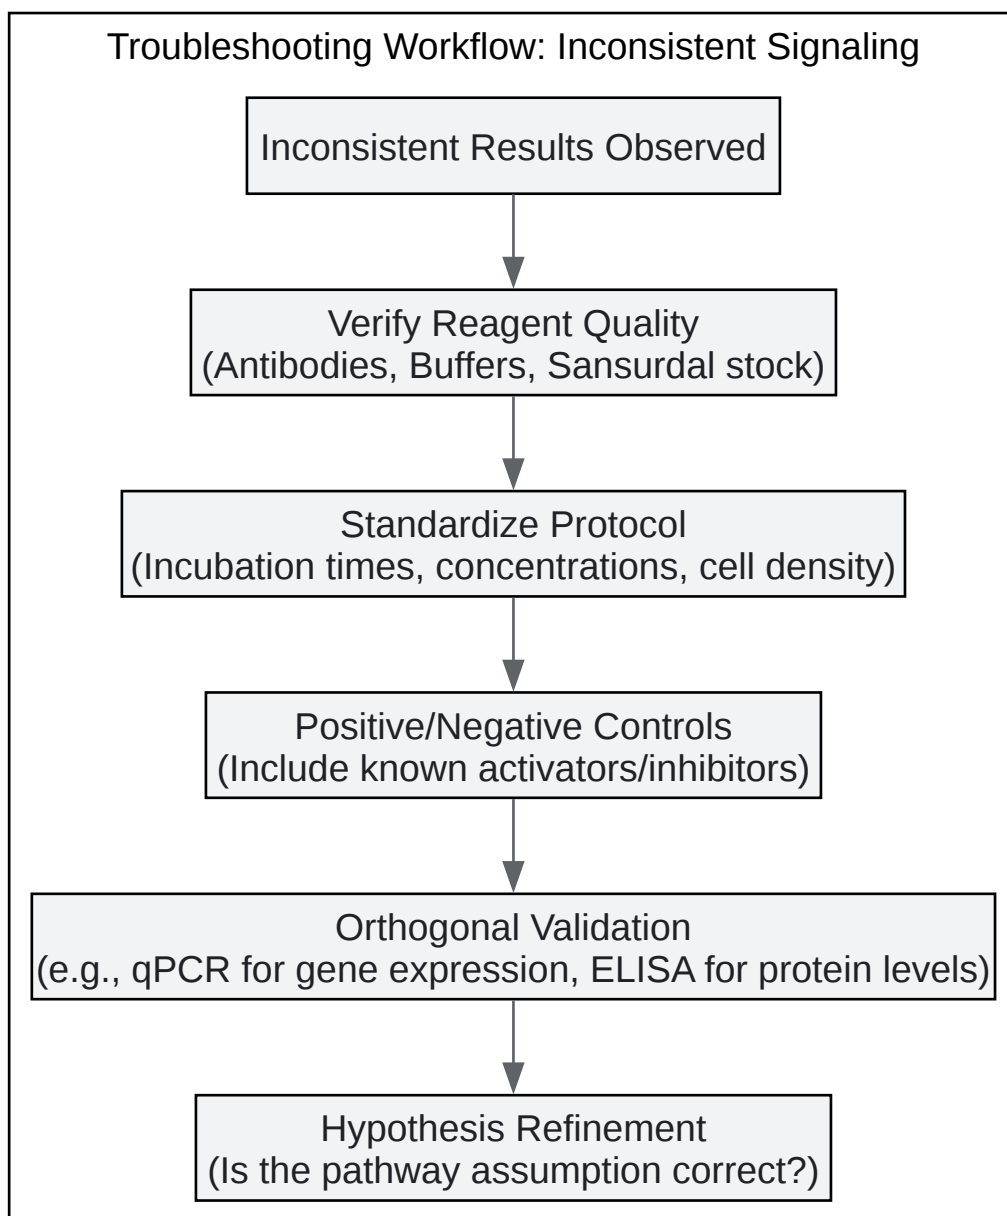 Troubleshooting Workflow: Inconsistent Signaling
Inconsistent Results Observed
Verify Reagent Quality
(Antibodies, Buffers, Sansurdal stock)
Standardize Protocol
(Incubation times, concentrations, cell density)
Positive/Negative Controls
(Include known activators/inhibitors)
Orthogonal Validation
(e.g., qPCR for gene expression, ELISA for protein levels)
Hypothesis Refinement
(Is the pathway assumption correct?)